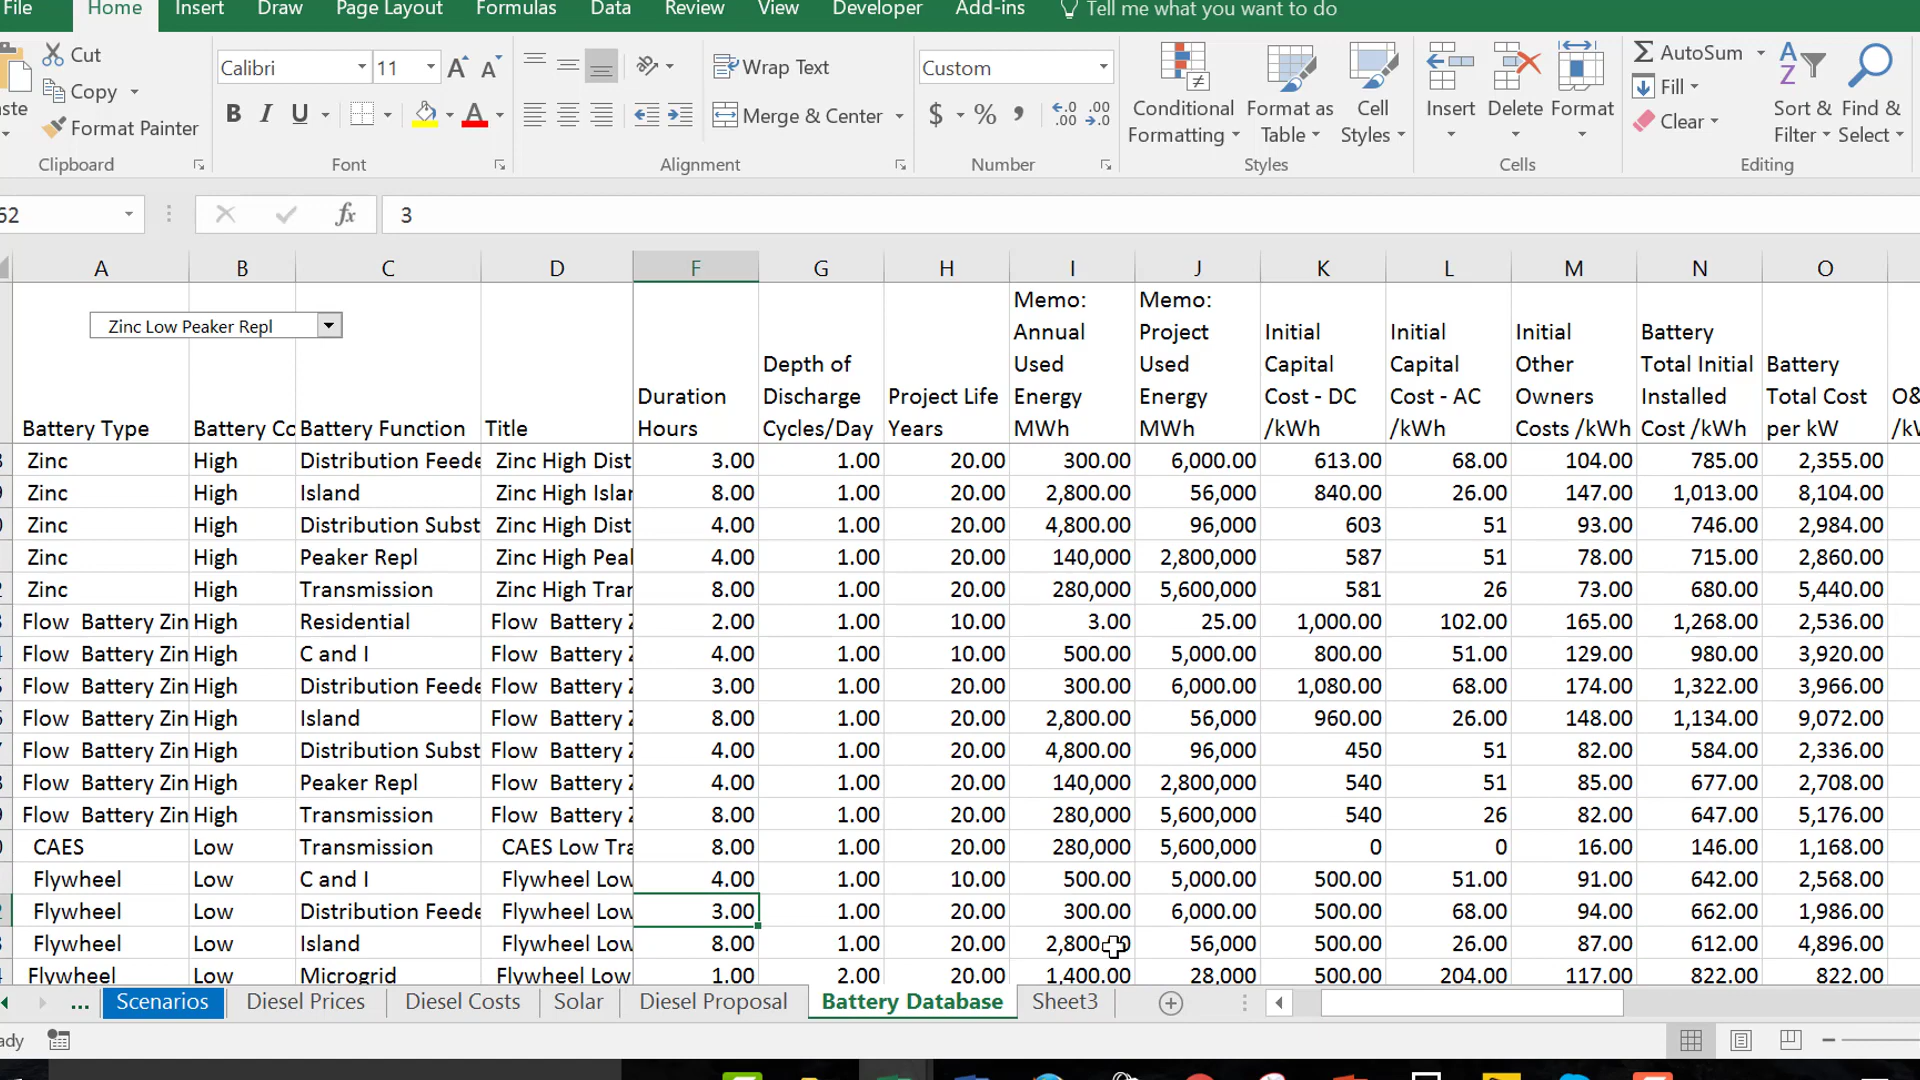 File Home Insert Draw Page Layout Formulas Data Review View Developer Add-ins Tell me what you want to do
Cut
Copy
Format Painter
Clipboard
Calibri 11
B I U
Font
Wrap Text
Merge & Center
Alignment
Custom
$ % ,
Number
Conditional Formatting
Format as Table
Cell Styles
Styles
Insert Delete Format
Cells
AutoSum
Fill
Clear
Sort & Filter
Find & Select
Editing
fx 3
A B C D F G H I J K L M N O
Zinc Low Peaker Repl
Battery Type
Battery Co
Battery Function
Title
Duration Hours
Depth of Discharge Cycles/Day
Project Life Years
Memo: Annual Used Energy MWh
Memo: Project Used Energy MWh
Initial Capital Cost - DC /kWh
Initial Capital Cost - AC /kWh
Initial Other Owners Costs /kWh
Battery Total Initial Installed Cost /kWh
Battery Total Cost per kW
Zinc High Distribution Feede Zinc High Dist 3.00 1.00 20.00 300.00 6,000.00 613.00 68.00 104.00 785.00 2,355.00
Zinc High Island Zinc High Islar 8.00 1.00 20.00 2,800.00 56,000 840.00 26.00 147.00 1,013.00 8,104.00
Zinc High Distribution Subst Zinc High Dist 4.00 1.00 20.00 4,800.00 96,000 603 51 93.00 746.00 2,984.00
Zinc High Peaker Repl Zinc High Peal 4.00 1.00 20.00 140,000 2,800,000 587 51 78.00 715.00 2,860.00
Zinc High Transmission Zinc High Trar 8.00 1.00 20.00 280,000 5,600,000 581 26 73.00 680.00 5,440.00
Flow Battery Zin High Residential Flow Battery Z 2.00 1.00 10.00 3.00 25.00 1,000.00 102.00 165.00 1,268.00 2,536.00
Flow Battery Zin High C and I Flow Battery Z 4.00 1.00 10.00 500.00 5,000.00 800.00 51.00 129.00 980.00 3,920.00
Flow Battery Zin High Distribution Feede Flow Battery Z 3.00 1.00 20.00 300.00 6,000.00 1,080.00 68.00 174.00 1,322.00 3,966.00
Flow Battery Zin High Island Flow Battery Z 8.00 1.00 20.00 2,800.00 56,000 960.00 26.00 148.00 1,134.00 9,072.00
Flow Battery Zin High Distribution Subst Flow Battery Z 4.00 1.00 20.00 4,800.00 96,000 450 51 82.00 584.00 2,336.00
Flow Battery Zin High Peaker Repl Flow Battery Z 4.00 1.00 20.00 140,000 2,800,000 540 51 85.00 677.00 2,708.00
Flow Battery Zin High Transmission Flow Battery Z 8.00 1.00 20.00 280,000 5,600,000 540 26 82.00 647.00 5,176.00
CAES Low Transmission CAES Low Tra 8.00 1.00 20.00 280,000 5,600,000 0 0 16.00 146.00 1,168.00
Flywheel Low C and I Flywheel Low 4.00 1.00 10.00 500.00 5,000.00 500.00 51.00 91.00 642.00 2,568.00
Flywheel Low Distribution Feede Flywheel Low 3.00 1.00 20.00 300.00 6,000.00 500.00 68.00 94.00 662.00 1,986.00
Flywheel Low Island Flywheel Low 8.00 1.00 20.00 2,800.00 56,000 500.00 26.00 87.00 612.00 4,896.00
Flywheel Low Microgrid Flywheel Low 1.00 2.00 20.00 1,400.00 28,000 500.00 204.00 117.00 822.00 822.00
... Scenarios Diesel Prices Diesel Costs Solar Diesel Proposal Battery Database Sheet3